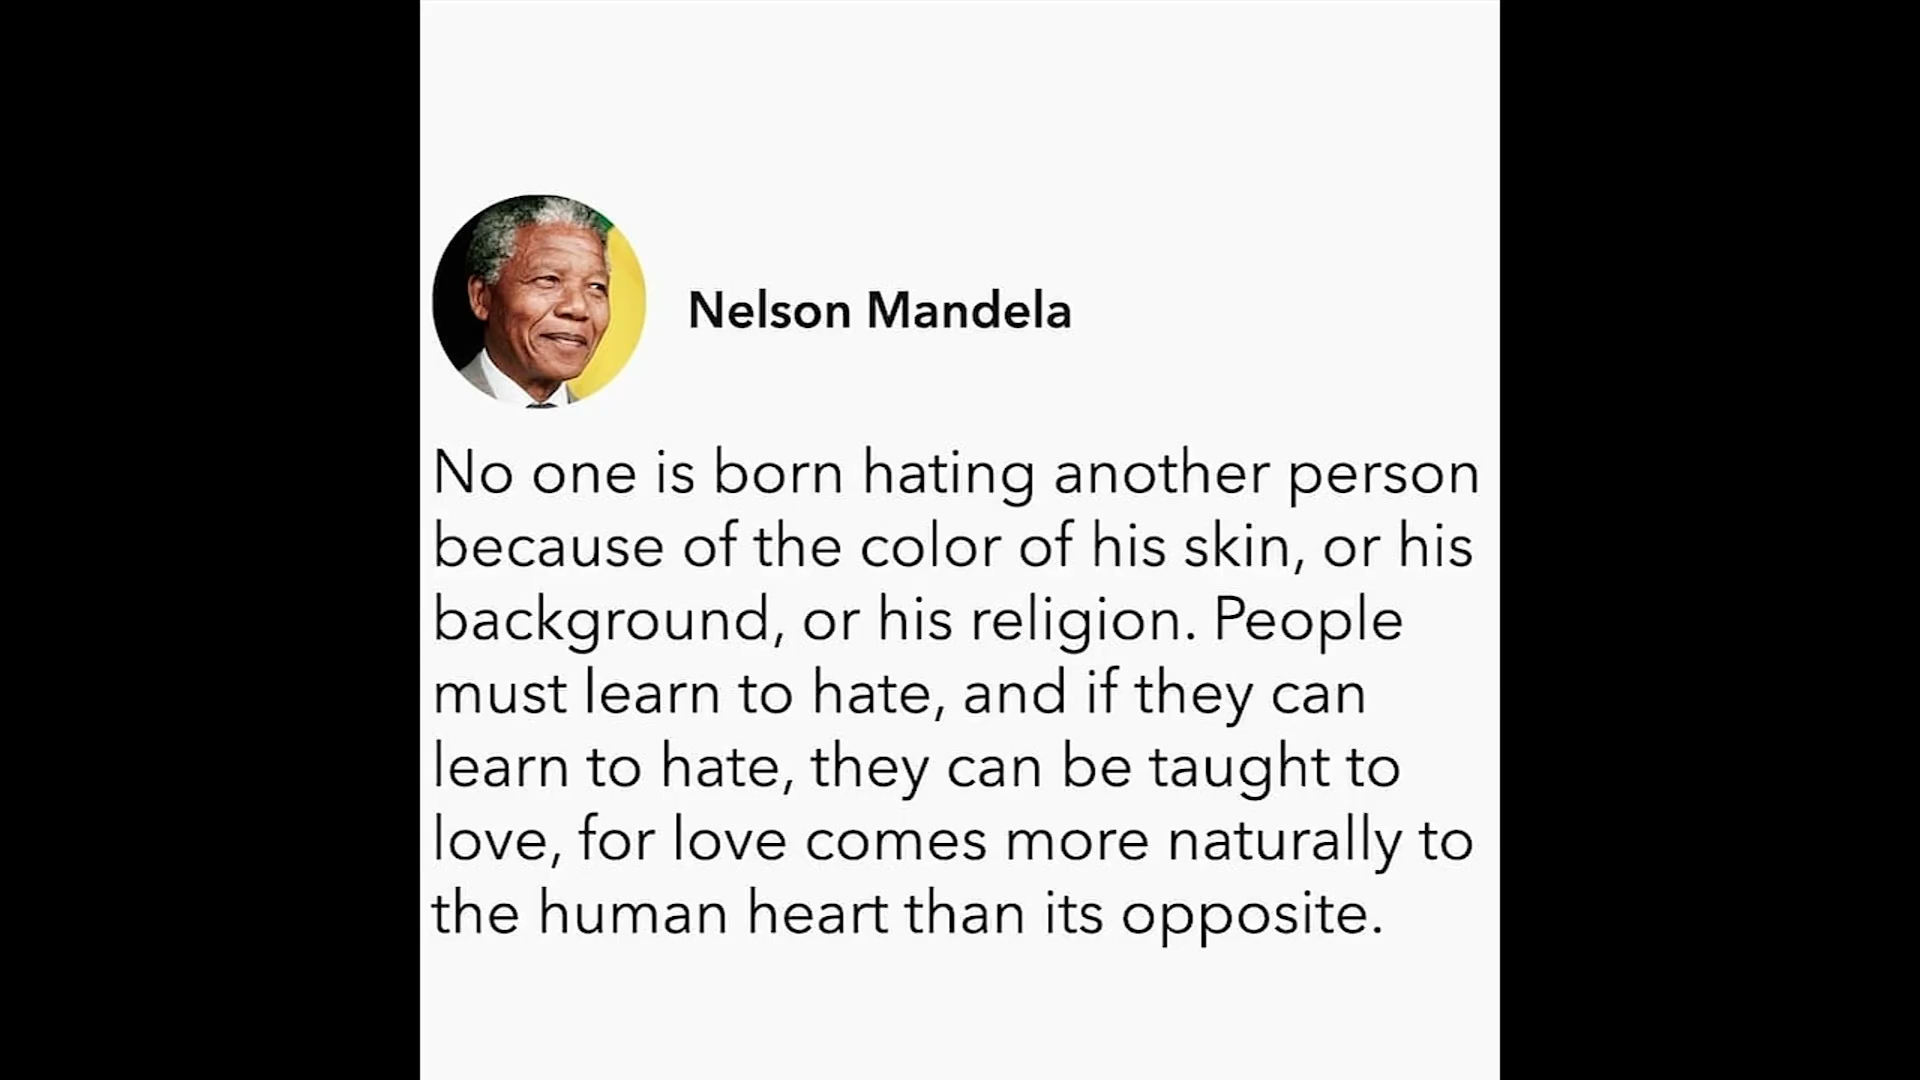 Nelson Mandela
No one is born hating another person
because of the color of his skin, or his
background, or his religion. People
must learn to hate, and if they can
learn to hate, they can be taught to
love, for love comes more naturally to
the human heart than its opposite.